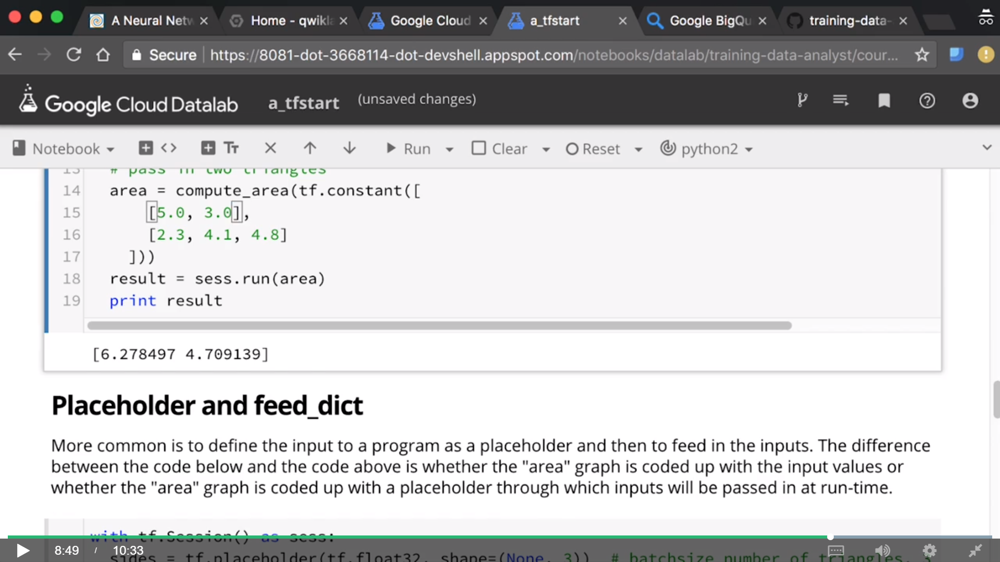 A Neural Netw
Home - qwikla
Google Cloud
a_tfstart
Google BigQu
training-data-
Secure
https://8081-dot-3668114-dot-devshell.appspot.com/notebooks/datalab/training-data-analyst/cour...
Google Cloud Datalab a_tfstart (unsaved changes)
Notebook Run Clear Reset python2
13 # pass in two triangles
14 area = compute_area(tf.constant([
15 [5.0, 3.0],
16 [2.3, 4.1, 4.8]
17 ]))
18 result = sess.run(area)
19 print result
[6.278497 4.709139]
Placeholder and feed_dict
More common is to define the input to a program as a placeholder and then to feed in the inputs. The difference
between the code below and the code above is whether the "area" graph is coded up with the input values or
whether the "area" graph is coded up with a placeholder through which inputs will be passed in at run-time.
with tf.Session() as sess:
sides = tf.placeholder(tf.float32, shape=(None, 3)) # batchsize number of triangles, 3
8:49 / 10:33